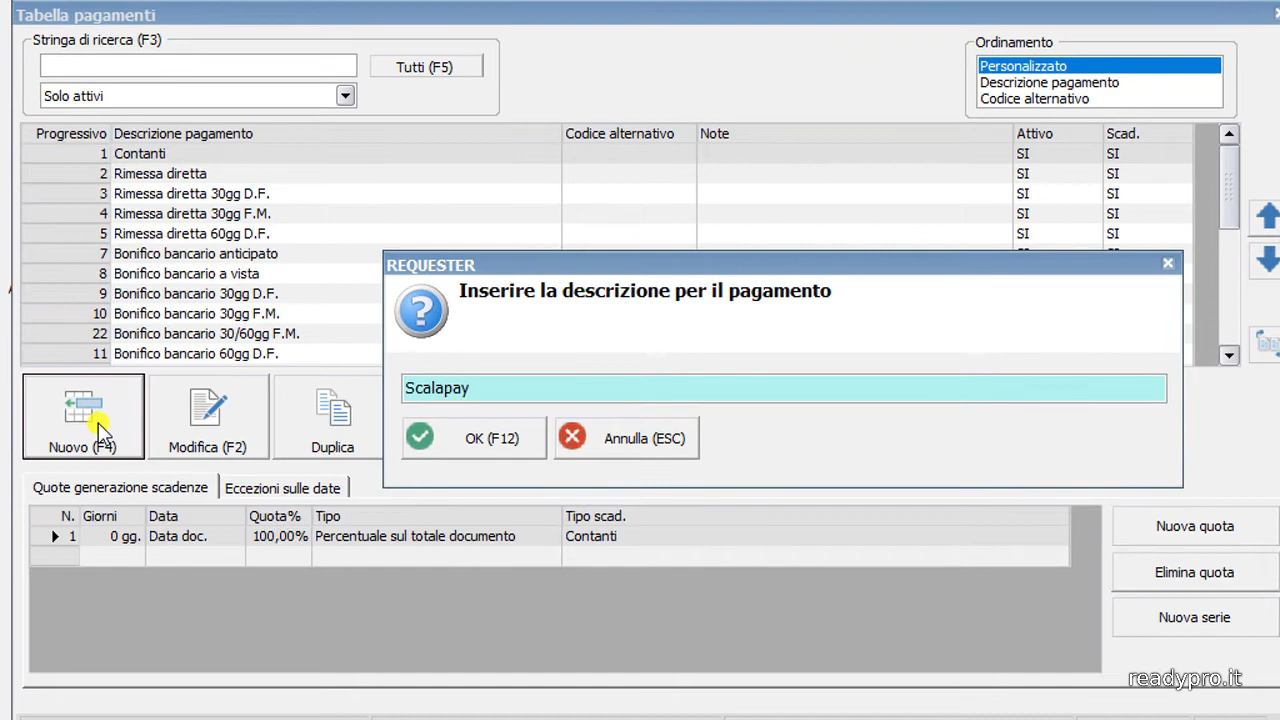 Tabella pagamenti
Stringa di ricerca (F3)
Tutti (F5)
Solo attivi
Ordinamento
Personalizzato
Descrizione pagamento
Codice alternativo
Progressivo Descrizione pagamento Codice alternativo Note Attivo Scad.
1 Contanti SI SI
2 Rimessa diretta SI SI
3 Rimessa diretta 30gg D.F. SI SI
4 Rimessa diretta 30gg F.M. SI SI
5 Rimessa diretta 60gg D.F. SI SI
7 Bonifico bancario anticipato
8 Bonifico bancario a vista
9 Bonifico bancario 30gg D.F.
10 Bonifico bancario 30gg F.M.
22 Bonifico bancario 30/60gg F.M.
11 Bonifico bancario 60gg D.F.
REQUESTER
Inserire la descrizione per il pagamento
Scalapay
OK (F12) Annulla (ESC)
Nuovo (F4) Modifica (F2) Duplica
Quote generazione scadenze Eccezioni sulle date
N. Giorni Data Quota% Tipo Tipo scad.
1 0 gg. Data doc. 100,00% Percentuale sul totale documento Contanti
Nuova quota
Elimina quota
Nuova serie
readypro.it